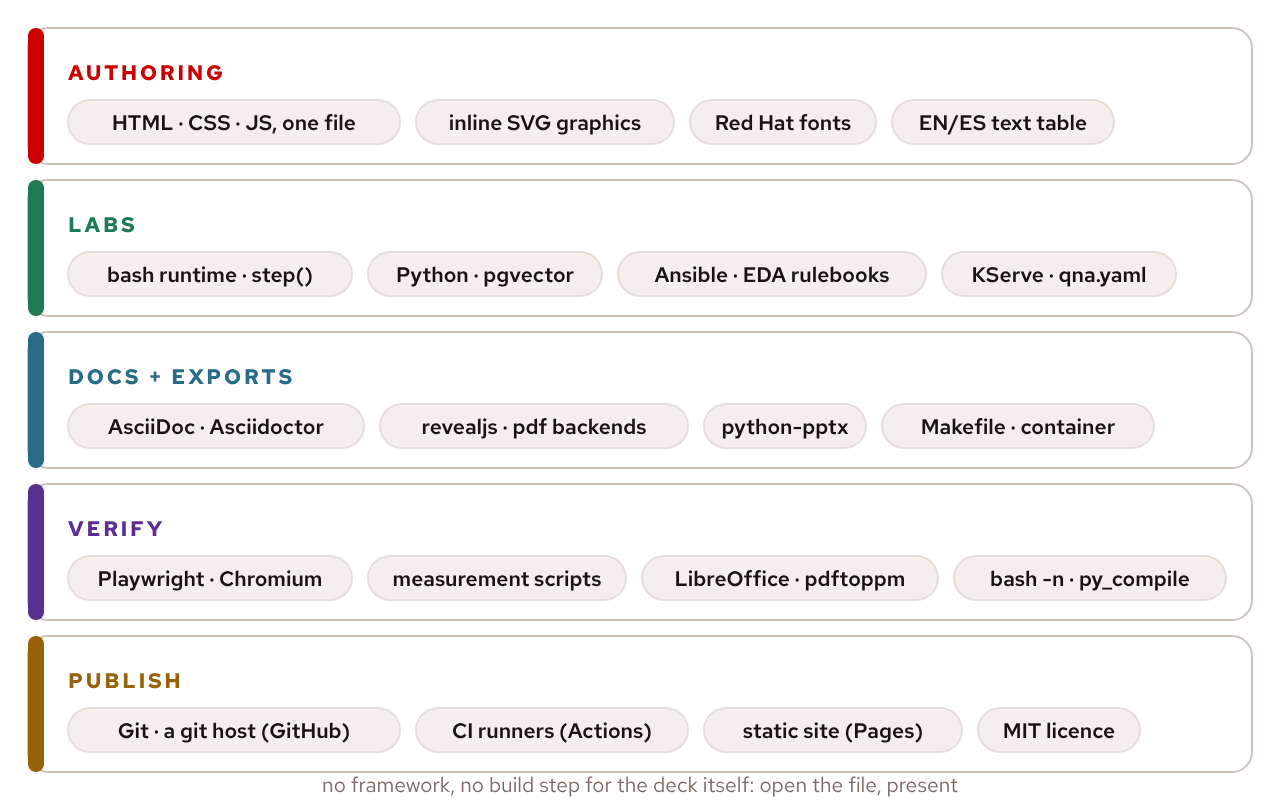 AUTHORING
HTML · CSS · JS, one file
inline SVG graphics
Red Hat fonts
EN/ES text table
LABS
bash runtime · step()
Python · pgvector
Ansible · EDA rulebooks
KServe · qna.yaml
DOCS + EXPORTS
AsciiDoc · Asciidoctor
revealjs · pdf backends
python-pptx
Makefile · container
VERIFY
Playwright · Chromium
measurement scripts
LibreOffice · pdftoppm
bash -n · py_compile
PUBLISH
Git · a git host (GitHub)
CI runners (Actions)
static site (Pages)
MIT licence
no framework, no build step for the deck itself: open the file, present